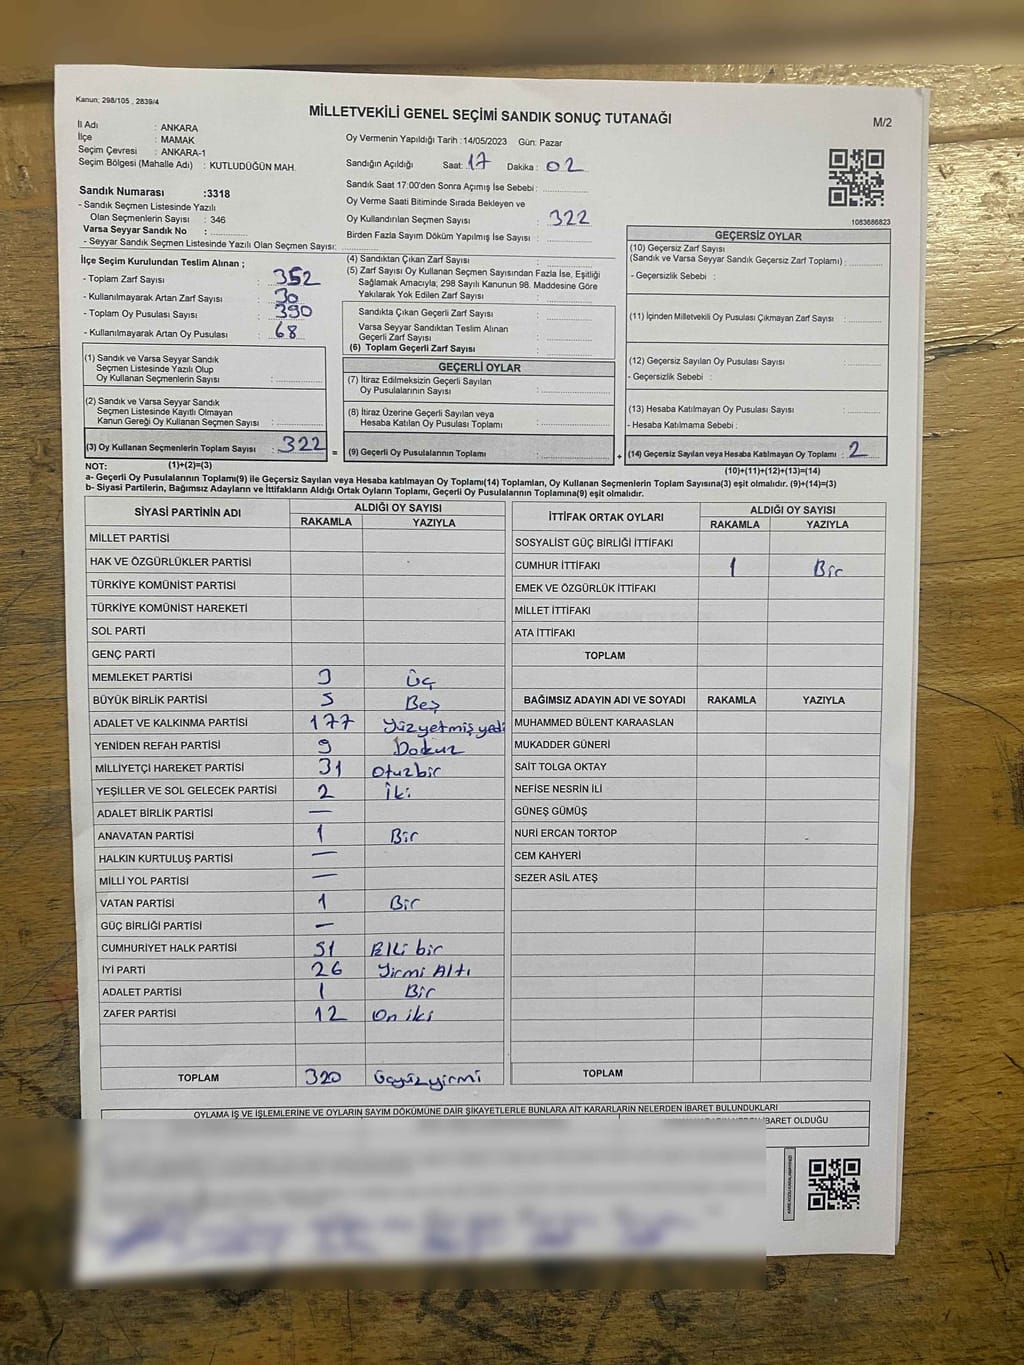 Kanun; 298/105 , 2839/4
MİLLETVEKİLİ GENEL SEÇİMİ SANDIK SONUÇ TUTANAĞI
M/2
İl Adı : ANKARA
İlçe : MAMAK
Seçim Çevresi : ANKARA-1
Seçim Bölgesi (Mahalle Adı) : KUTLUDÜĞÜN MAH.
Oy Vermenin Yapıldığı Tarih : 14/05/2023 Gün: Pazar
Sandığın Açıldığı Saat: 17 Dakika : 02
Sandık Saat 17:00'den Sonra Açımış İse Sebebi :
Oy Verme Saati Bitiminde Sırada Bekleyen ve
Oy Kullandırılan Seçmen Sayısı : 322
Birden Fazla Sayım Döküm Yapılmış İse Sayısı :
1083686823
Sandık Numarası :3318
- Sandık Seçmen Listesinde Yazılı
Olan Seçmenlerin Sayısı : 346
Varsa Seyyar Sandık No :
- Seyyar Sandık Seçmen Listesinde Yazılı Olan Seçmen Sayısı:
İlçe Seçim Kurulundan Teslim Alınan ;
- Toplam Zarf Sayısı : 352
- Kullanılmayarak Artan Zarf Sayısı : 30
- Toplam Oy Pusulası Sayısı : 390
- Kullanılmayarak Artan Oy Pusulası : 68
(1) Sandık ve Varsa Seyyar Sandık
Seçmen Listesinde Yazılı Olup
Oy Kullanan Seçmenlerin Sayısı :
(2) Sandık ve Varsa Seyyar Sandık
Seçmen Listesinde Kayıtlı Olmayan
Kanun Gereği Oy Kullanan Seçmen Sayısı :
(3) Oy Kullanan Seçmenlerin Toplam Sayısı : 322 =
(4) Sandıktan Çıkan Zarf Sayısı :
(5) Zarf Sayısı Oy Kullanan Seçmen Sayısından Fazla İse, Eşitliği
Sağlamak Amacıyla; 298 Sayılı Kanunun 98. Maddesine Göre
Yakılarak Yok Edilen Zarf Sayısı :
Sandıkta Çıkan Geçerli Zarf Sayısı :
Varsa Seyyar Sandıktan Teslim Alınan
Geçerli Zarf Sayısı :
(6) Toplam Geçerli Zarf Sayısı :
GEÇERLİ OYLAR
(7) İtiraz Edilmeksizin Geçerli Sayılan
Oy Pusulalarının Sayısı :
(8) İtiraz Üzerine Geçerli Sayılan veya
Hesaba Katılan Oy Pusulası Toplamı :
(9) Geçerli Oy Pusulalarının Toplamı : +
GEÇERSİZ OYLAR
(10) Geçersiz Zarf Sayısı
(Sandık ve Varsa Seyyar Sandık Geçersiz Zarf Toplamı) :
- Geçersizlik Sebebi :
(11) İçinden Milletvekili Oy Pusulası Çıkmayan Zarf Sayısı :
(12) Geçersiz Sayılan Oy Pusulası Sayısı :
- Geçersizlik Sebebi :
(13) Hesaba Katılmayan Oy Pusulası Sayısı :
- Hesaba Katılmama Sebebi :
(14) Geçersiz Sayılan veya Hesaba Katılmayan Oy Toplamı : 2
NOT: (1)+(2)=(3)
(10)+(11)+(12)+(13)=(14)
a- Geçerli Oy Pusulalarının Toplamı(9) ile Geçersiz Sayılan veya Hesaba Katılmayan Oy Toplamı(14) Toplamları, Oy Kullanan Seçmenlerin Toplam Sayısına(3) eşit olmalıdır. (9)+(14)=(3)
b- Siyasi Partilerin, Bağımsız Adayların ve İttifakların Aldığı Ortak Oyların Toplamı, Geçerli Oy Pusulalarının Toplamına(9) eşit olmalıdır.
SİYASİ PARTİNİN ADI ALDIĞI OY SAYISI
RAKAMLA YAZIYLA
MİLLET PARTİSİ
HAK VE ÖZGÜRLÜKLER PARTİSİ
TÜRKİYE KOMÜNİST PARTİSİ
TÜRKİYE KOMÜNİST HAREKETİ
SOL PARTİ
GENÇ PARTİ
MEMLEKET PARTİSİ 3 Üç
BÜYÜK BİRLİK PARTİSİ 5 Beş
ADALET VE KALKINMA PARTİSİ 177 Yüzyetmişyedi
YENİDEN REFAH PARTİSİ 9 Dokuz
MİLLİYETÇİ HAREKET PARTİSİ 31 Otuzbir
YEŞİLLER VE SOL GELECEK PARTİSİ 2 İki
ADALET BİRLİK PARTİSİ —
ANAVATAN PARTİSİ 1 Bir
HALKIN KURTULUŞ PARTİSİ —
MİLLİ YOL PARTİSİ —
VATAN PARTİSİ 1 Bir
GÜÇ BİRLİĞİ PARTİSİ —
CUMHURİYET HALK PARTİSİ 51 Elli bir
İYİ PARTİ 26 Yirmi Altı
ADALET PARTİSİ 1 Bir
ZAFER PARTİSİ 12 On iki
TOPLAM 320 Üçyüzyirmi
İTTİFAK ORTAK OYLARI ALDIĞI OY SAYISI
RAKAMLA YAZIYLA
SOSYALİST GÜÇ BİRLİĞİ İTTİFAKI
CUMHUR İTTİFAKI 1 Bir
EMEK VE ÖZGÜRLÜK İTTİFAKI
MİLLET İTTİFAKI
ATA İTTİFAKI
TOPLAM
BAĞIMSIZ ADAYIN ADI VE SOYADI RAKAMLA YAZIYLA
MUHAMMED BÜLENT KARAASLAN
MUKADDER GÜNERİ
SAİT TOLGA OKTAY
NEFİSE NESRİN İLİ
GÜNEŞ GÜMÜŞ
NURİ ERCAN TORTOP
CEM KAHYERİ
SEZER ASİL ATEŞ
TOPLAM
OYLAMA İŞ VE İŞLEMLERİNE VE OYLARIN SAYIM DÖKÜMÜNE DAİR ŞİKAYETLERLE BUNLARA AİT KARARLARIN NELERDEN İBARET BULUNDUKLARI
İBARET OLDUĞU